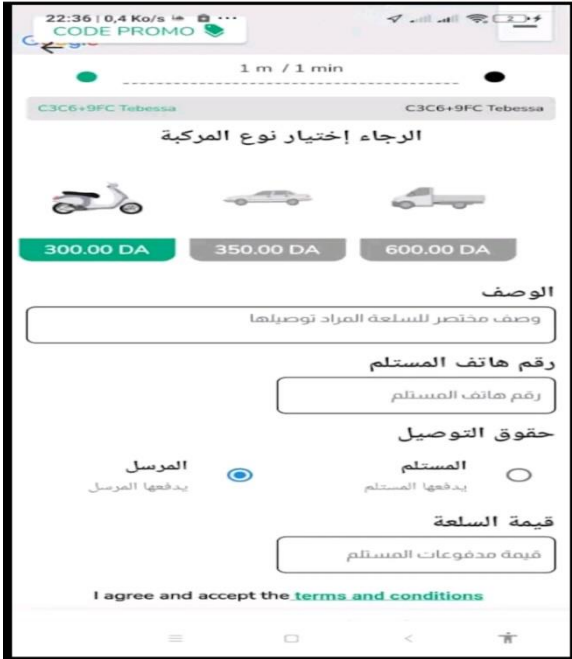 22:36 | 0,4 Ko/s
CODE PROMO
1 m / 1 min
C3C6+9FC Tebessa
C3C6+9FC Tebessa
الرجاء إختيار نوع المركبة
300.00 DA
350.00 DA
600.00 DA
الوصف
وصف مختصر للسلعة المراد توصيلها
رقم هاتف المستلم
رقم هاتف المستلم
حقوق التوصيل
المستلم
يدفعها المستلم
المرسل
يدفعها المرسل
قيمة السلعة
قيمة مدفوعات المستلم
I agree and accept the terms and conditions